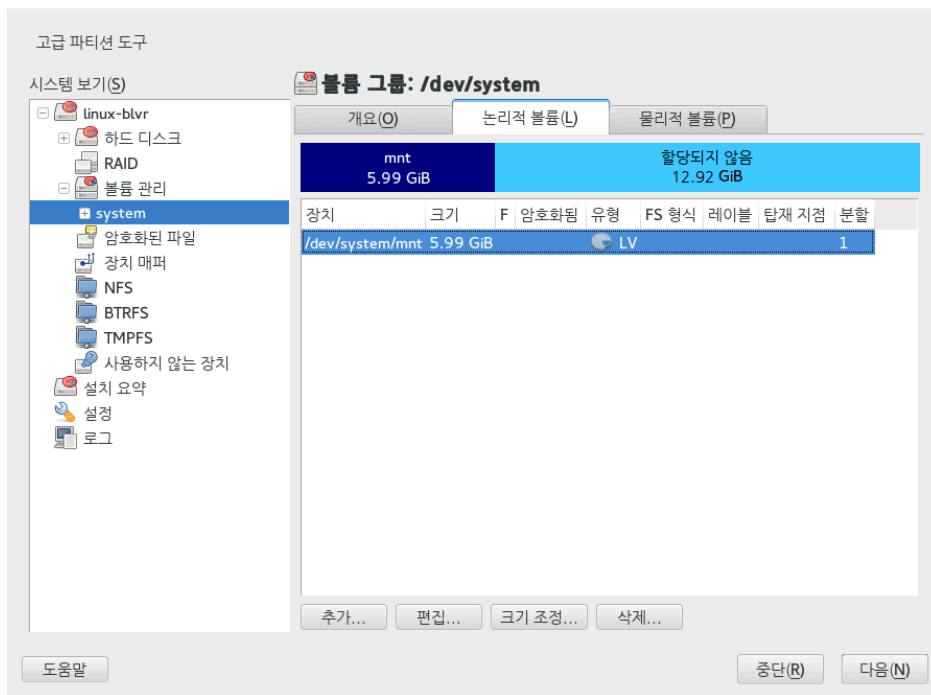 고급 파티션 도구
시스템 보기(S)
linux-blvr
하드 디스크
RAID
볼륨 관리
system
암호화된 파일
장치 매퍼
NFS
BTRFS
TMPFS
사용하지 않는 장치
설치 요약
설정
로그
볼륨 그룹: /dev/system
개요(O) 논리적 볼륨(L) 물리적 볼륨(P)
mnt 할당되지 않음
5.99 GiB 12.92 GiB
장치 크기 F 암호화됨 유형 FS 형식 레이블 탑재 지점 분할
/dev/system/mnt 5.99 GiB LV 1
추가... 편집... 크기 조정... 삭제...
도움말 중단(R) 다음(N)